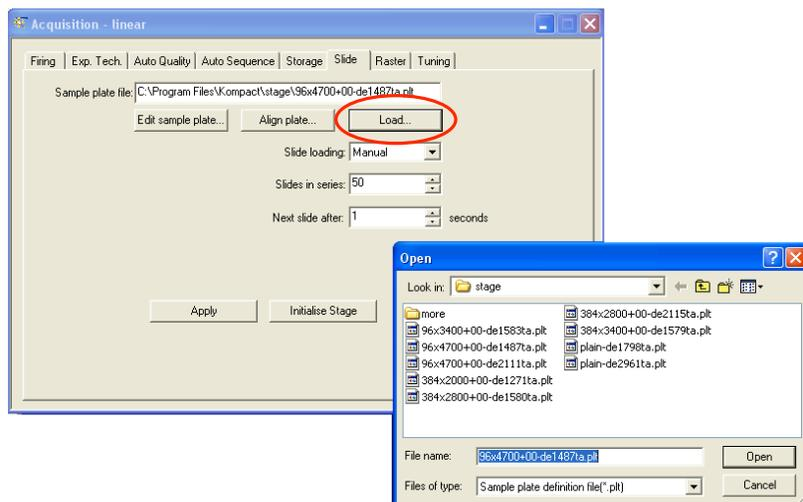 Acquisition - linear
Firing Exp. Tech. Auto Quality Auto Sequence Storage Slide Raster Tuning
Sample plate file: C:\Program Files\Kompact\stage\96x4700+00-de1487ta.plt
Edit sample plate... Align plate... Load...
Slide loading: Manual
Slides in series: 50
Next slide after: 1 seconds
Apply Initialise Stage
Open
Look in: stage
more 384x2800+00-de2115ta.plt
96x3400+00-de1583ta.plt 384x3400+00-de1579ta.plt
96x4700+00-de1487ta.plt plain-de1798ta.plt
96x4700+00-de2111ta.plt plain-de2961ta.plt
384x2000+00-de1271ta.plt
384x2800+00-de1580ta.plt
File name: 96x4700+00-de1487ta.plt Open
Files of type: Sample plate definition file(*.plt) Cancel